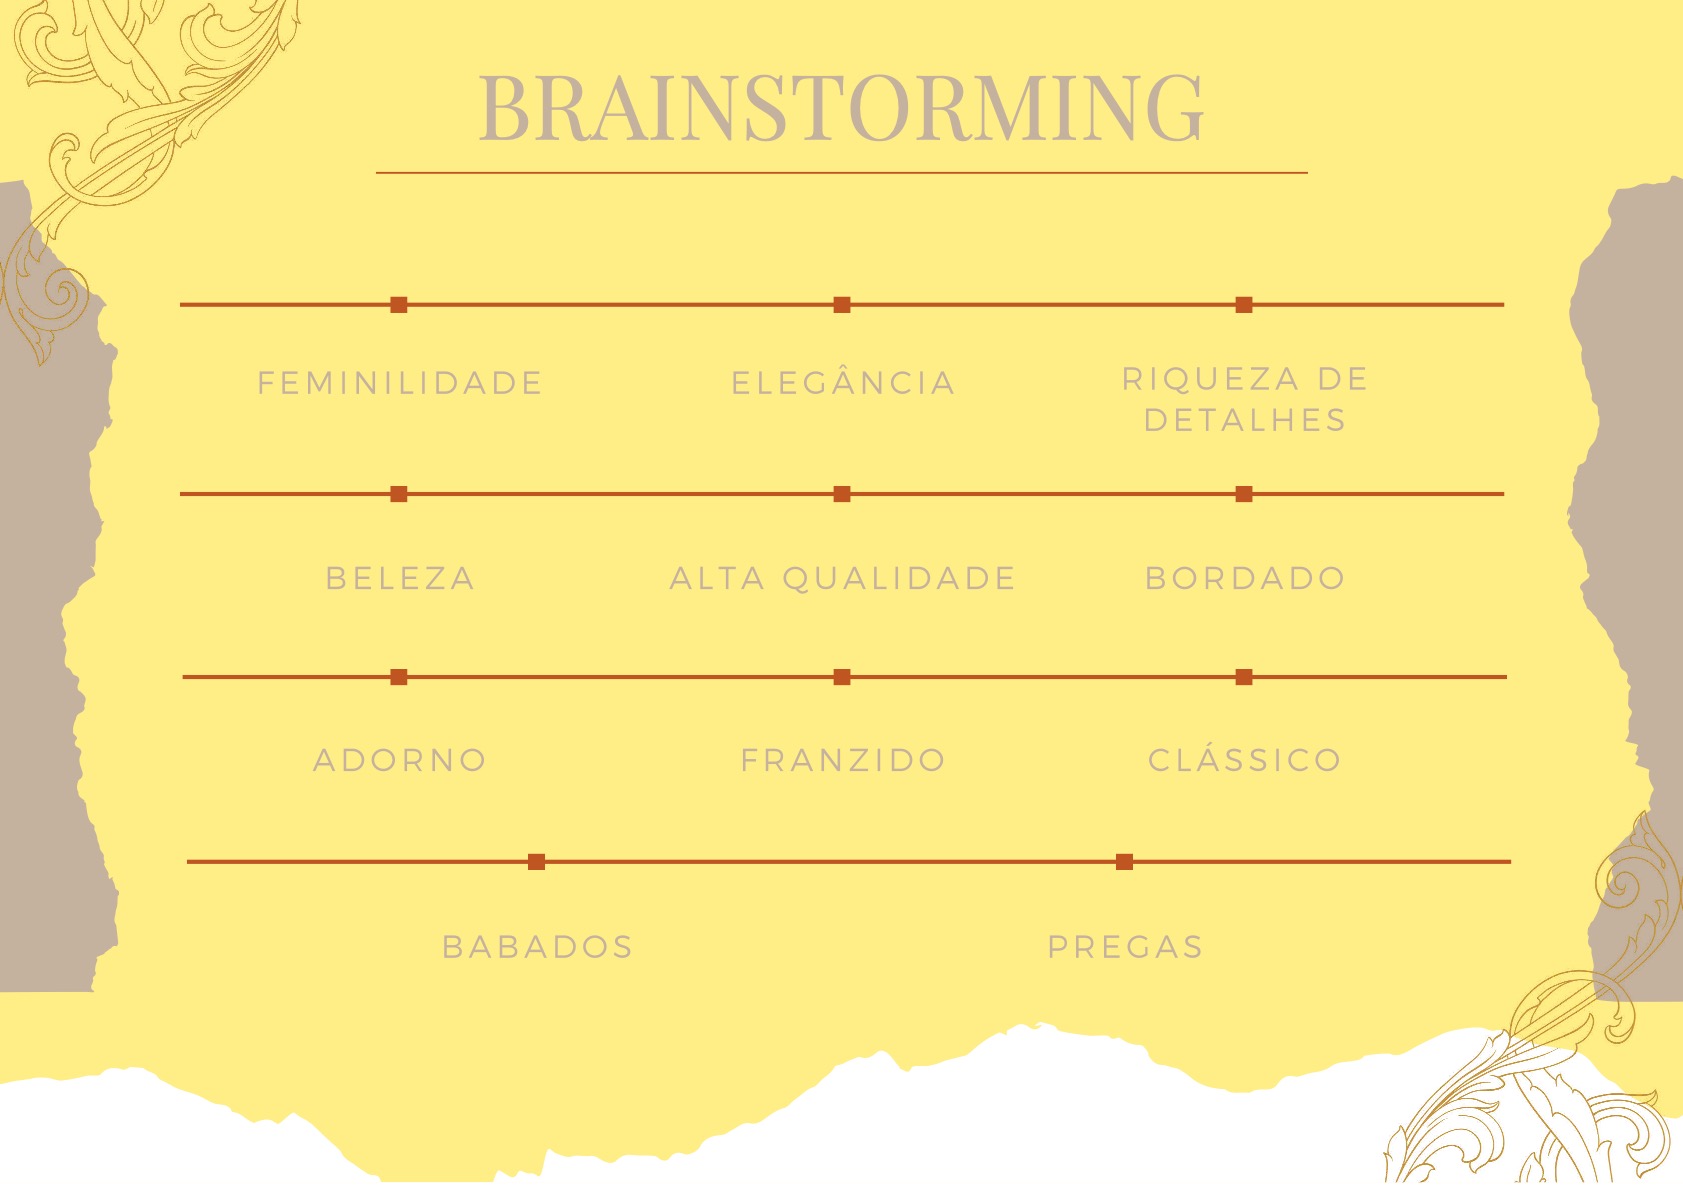 BRAINSTORMING
FEMINILIDADE
ELEGÂNCIA
RIQUEZA DE
DETALHES
BELEZA
ALTA QUALIDADE
BORDADO
ADORNO
FRANZIDO
CLÁSSICO
BABADOS
PREGAS